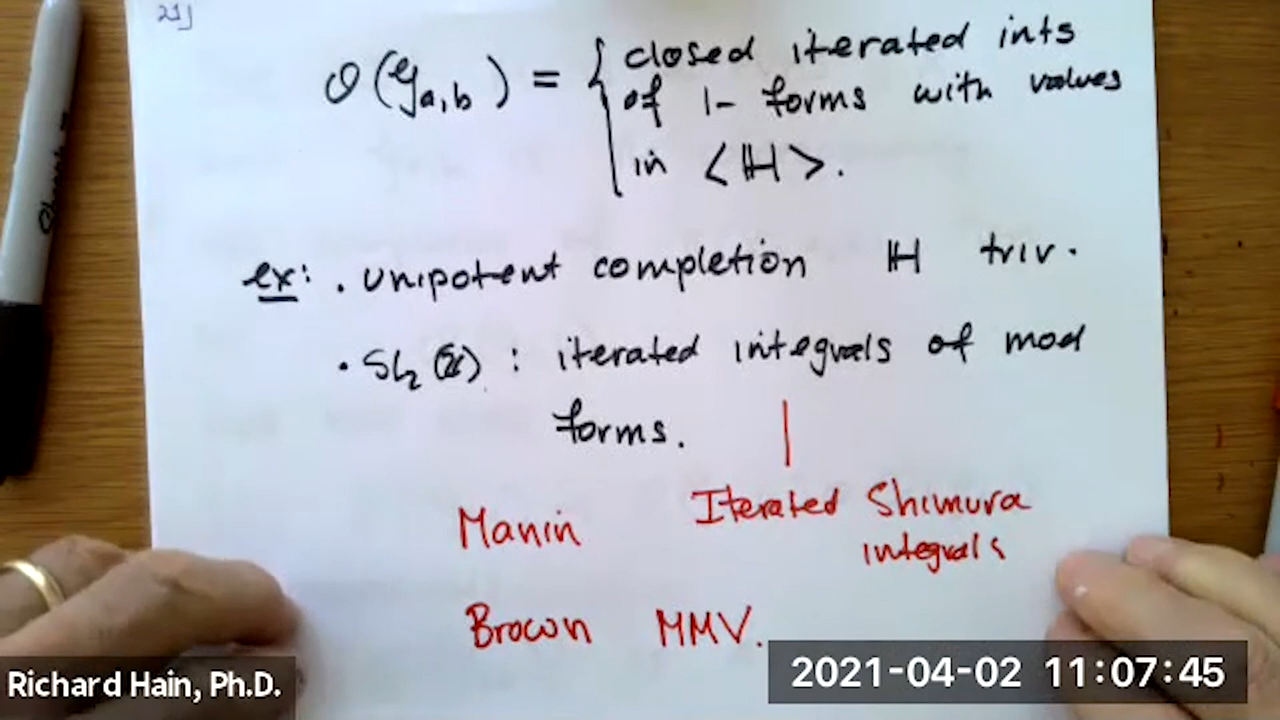 21)
O(G a,b) = { closed iterated ints
of 1- forms with values
in <ℍ>.
ex: . unipotent completion ℍ triv.
. SL₂(ℤ) : iterated integrals of mod
forms.
Manin Iterated Shimura
integrals
Brown MMV.
Richard Hain, Ph.D.
2021-04-02 11:07:45